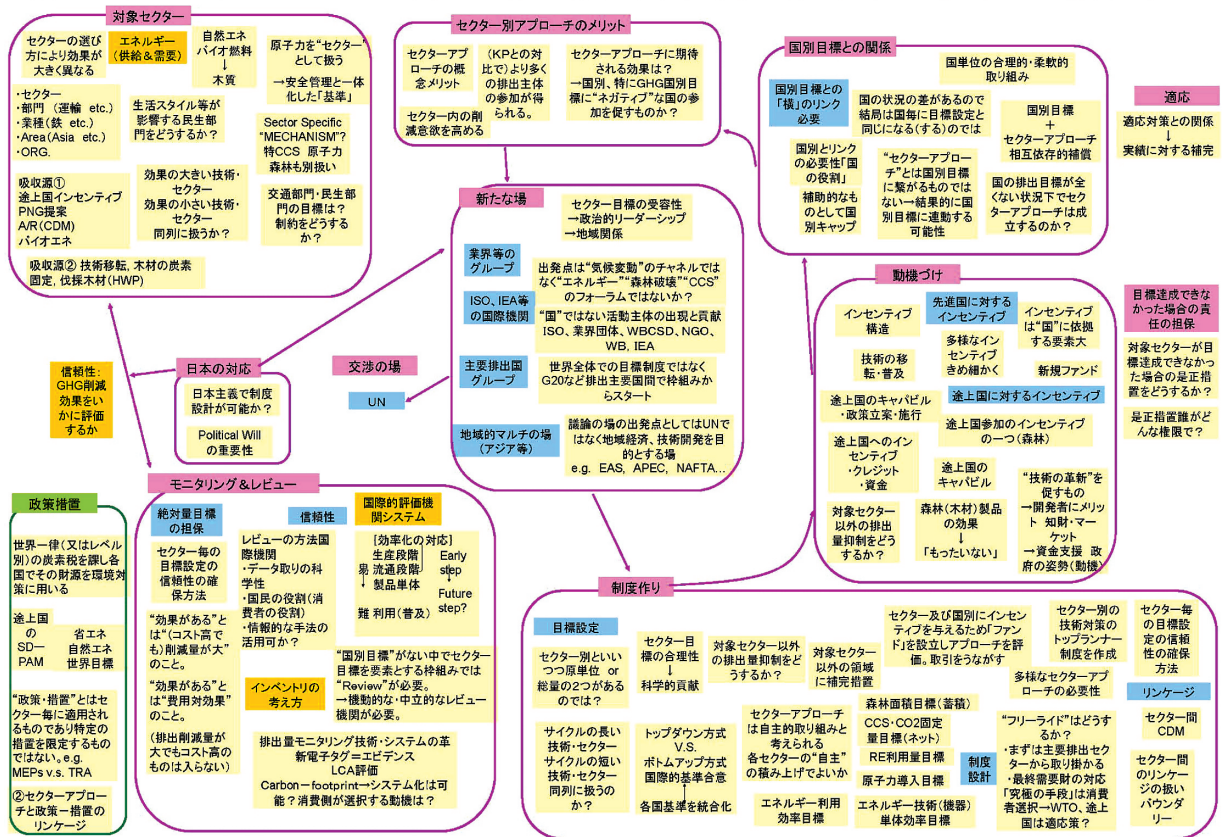 対象セクター
セクターの選び
方により効果が
大きく異なる
エネルギー
(供給&需要)
自然エネ
バイオ燃料
↓
木質
原子力を“セクター”
として扱う
→安全管理と一体
化した「基準」
・セクター
・部門(運輸 etc.)
・業種(鉄 etc.)
・Area(Asia etc.)
・ORG.
生活スタイル等が
影響する民生部
門をどうするか?
Sector Specific
“MECHANISM”?
特CCS 原子力
森林も別扱い
吸収源①
途上国インセンティブ
PNG提案
A/R(CDM)
バイオエネ
効果の大きい技術・
セクター
効果の小さい技術・
セクター
同列に扱うか?
交通部門・民生部
門の目標は?
制約をどうする
か?
吸収源② 技術移転, 木材の炭素
固定, 伐採木材(HWP)
セクター別アプローチのメリット
セクターアプ
ローチの概
念メリット
(KPとの対
比で)より多く
の排出主体
の参加が得
られる。
セクターアプローチに期待
される効果は?
→国別、特にGHG国別目
標に“ネガティブ”な国の参
加を促すものか?
セクター内の削
減意欲を高める
国別目標との関係
国単位の合理的・柔軟的
取り組み
国別目標との
「横」のリンク
必要
国の状況の差があるので
結局は国毎に目標設定と
同じになる(する)のでは
国別目標
+
セクターアプローチ
相互依存的補償
国別とリンク
の必要性「国
の役割」
“セクターアプロー
チ”とは国別目標
に繋がるものでは
ない→結果的に
国別目標に連動する
可能性
補助的なも
のとして国
別キャップ
国の排出目標が全
くない状況下でセ
クターアプローチは成
立するのか?
適応
適応対策との関係
↓
実績に対する補完
新たな場
セクター目標の受容性
→政治的リーダーシップ
→地域関係
業界等の
グループ
出発点は“気候変動”のチャネルでは
なく“エネルギー”“森林破壊”“CCS”
のフォーラムではないか?
ISO、IEA等
の国際機関
“国”ではない活動主体の出現と貢献
ISO、業界団体、WBCSD、NGO、
WB、IEA
主要排出国
グループ
世界全体での目標制度ではなく
G20など排出主要国間で枠組みか
らスタート
地域的マルチの場
(アジア等)
議論の場の出発点としてはUNで
はなく地域経済、技術開発を目
的とする場
e.g. EAS, APEC, NAFTA…
交渉の場
UN
日本の対応
日本主義で制度
設計が可能か?
Political Will
の重要性
信頼性:
GHG削減
効果をい
かに評価
するか
動機づけ
インセンティブ
構造
先進国に対する
インセンティブ
インセンティブ
は“国”に依拠
する要素大
技術の移
転・普及
多様なイン
センティブ
きめ細かく
新規ファンド
途上国のキャパビル
・政策立案・施行
途上国に対するインセンティブ
途上国参加のインセンティブ
の一つ(森林)
途上国へのイン
センティブ
・クレジット
・資金
途上国の
キャパビル
“技術の革新”を
促すもの
→開発者にメリッ
ト 知財・マー
ケット
→資金支援 政
府の姿勢(動機)
対象セクター
以外の排出
量抑制をどう
するか?
森林(木材)製品
の効果
↓
「もったいない」
目標達成できな
かった場合の責
任の担保
対象セクターが目
標達成できなかっ
た場合の是正措
置をどうするか?
是正措置誰がど
んな権限で?
政策措置
世界一律(又はレベル
別)の炭素税を課し各
国でその財源を環境対
策に用いる
途上国
の
SDー
PAM
省エネ
自然エネ
世界目標
“政策・措置”とはセク
ター毎に適用される
ものであり特定の
措置を限定するもの
ではない。e.g.
MEPs v.s. TRA
②セクターアプロー
チと政策ー措置の
リンケージ
モニタリング&レビュー
絶対量目標
の担保
セクター毎の
目標設定の
信頼性の確
保方法
信頼性
レビューの方法国
際機関
・データ取りの科
学性
・国民の役割(消
費者の役割)
・情報的な手法の
活用可か?
国際的評価機
関システム
[効率化の対応]
生産段階
易 流通段階
↓ 製品単体
難 利用(普及)
Early
step
↓
Future
step?
“効果がある”と
は“(コスト高で
も)削減量が大”
のこと。
“効果がある”と
は“費用対効果”
のこと。
(排出削減量が
大でもコスト高の
ものは入らない)
インベントリの
考え方
“国別目標”がない中でセクター
目標を要素とする枠組みでは
“Review”が必要。
→機動的な・中立的なレビュー
機関が必要。
排出量モニタリング技術・システムの革
新電子タグ=エビデンス
LCA評価
Carbonーfootprint→システム化は可
能?消費側が選択する動機は?
制度作り
目標設定
セクター別といい
つつ原単位 or
総量の2つがある
のでは?
セクター目
標の合理性
↓
科学的貢献
対象セクター以外
の排出量抑制をど
うするか?
対象セクター
以外の領域
に補完措置
セクター及び国別にインセン
ティブを与えるため「ファン
ド」を設立しアプローチを評
価。取引をうながす
セクター別の
技術対策の
トップランナー
制度を作成
セクター毎
の目標設
定の信頼
性の確保
方法
多様なセクターアプ
ローチの必要性
サイクルの長い
技術・セクター
サイクルの短い
技術・セクター
同列に扱うの
か?
トップダウン方式
V.S.
ボトムアップ方式
国際的基準合意
↓
各国基準を統合化
セクターアプローチ
は自主的取り組みと
考えられる
各セクターの“自主”
の積み上げでよいか
森林面積目標(蓄積)
CCS・CO2固定
量目標(ネット)
RE利用量目標
原子力導入目標
制度
設計
エネルギー利用
効率目標
エネルギー技術(機器)
単体効率目標
“フリーライド”はどうす
るか?
・まずは主要排出セク
ターから取り掛かる
・最終需要財の対応
「究極の手段」は消費
者選択→WTO、途上
国は適応策?
リンケージ
セクター間
CDM
セクター間
のリンケー
ジの扱い
バウンダ
リー